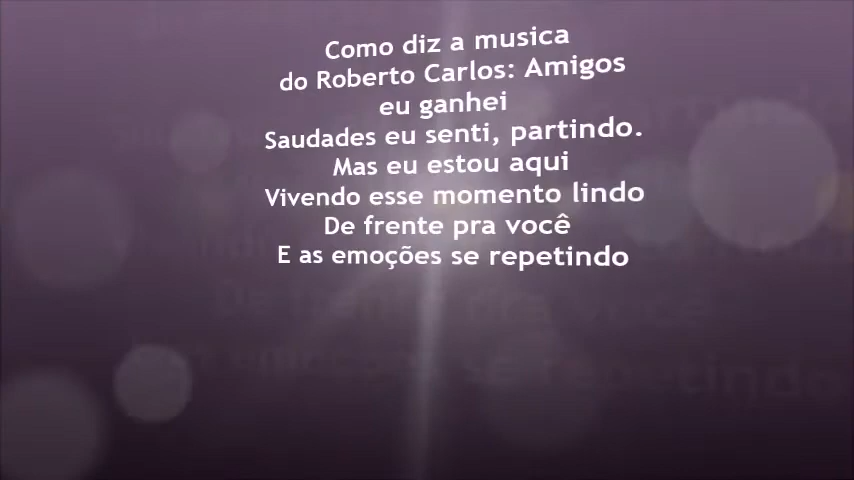 Como diz a musica
do Roberto Carlos: Amigos
eu ganhei
Saudades eu senti, partindo.
Mas eu estou aqui
Vivendo esse momento lindo
De frente pra você
E as emoções se repetindo